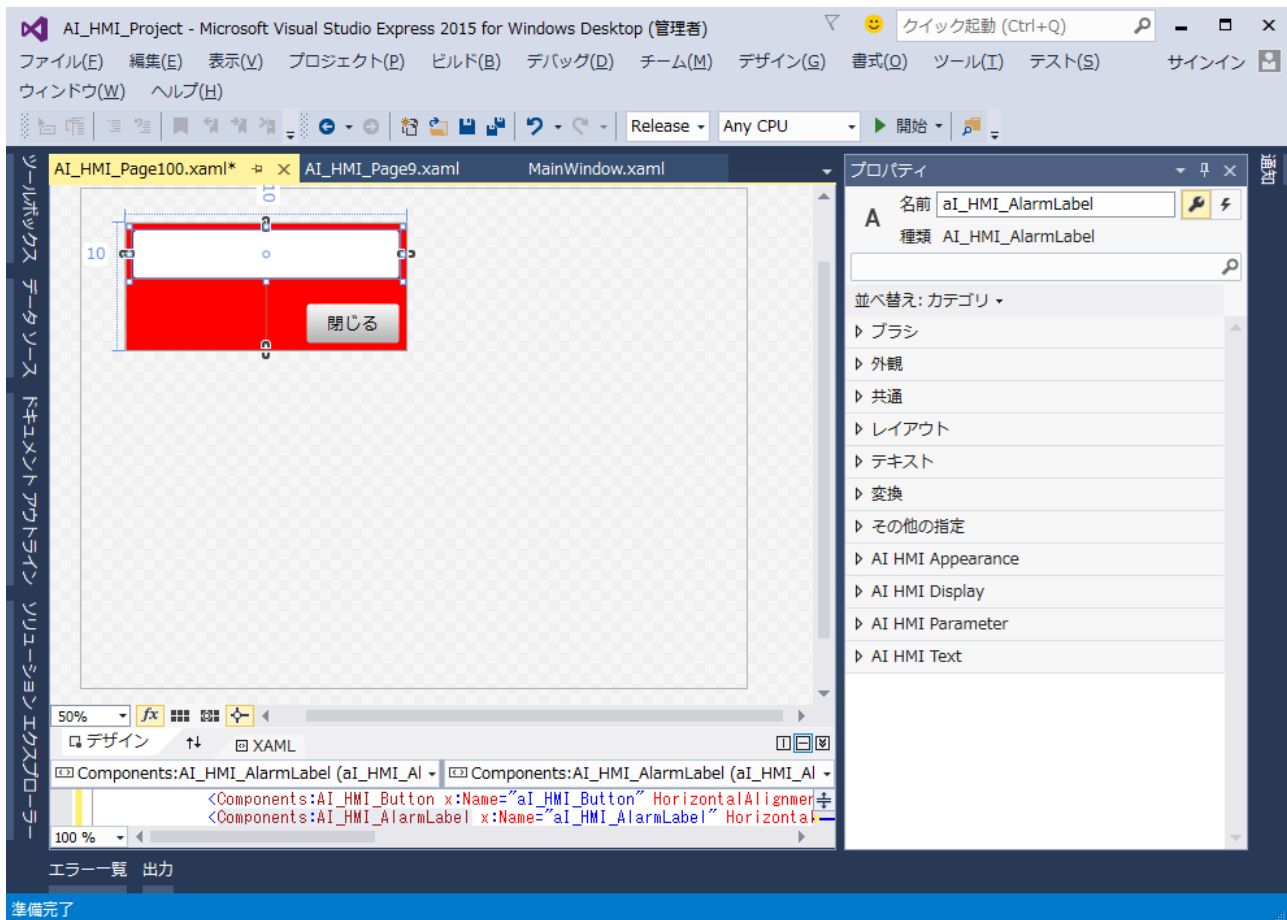 AI_HMI_Project - Microsoft Visual Studio Express 2015 for Windows Desktop (管理者)
クイック起動 (Ctrl+Q)
ファイル(F) 編集(E) 表示(V) プロジェクト(P) ビルド(B) デバッグ(D) チーム(M) デザイン(G) 書式(O) ツール(T) テスト(S) サインイン
ウィンドウ(W) ヘルプ(H)
Release Any CPU 開始
ツールボックス
データ ソース
ドキュメント アウトライン
ソリューション エクスプローラー
AI_HMI_Page100.xaml* AI_HMI_Page9.xaml MainWindow.xaml
10
10
閉じる
50% fx
デザイン XAML
Components:AI_HMI_AlarmLabel (aI_HMI_Al Components:AI_HMI_AlarmLabel (aI_HMI_Al
<Components:AI_HMI_Button x:Name="aI_HMI_Button" HorizontalAlignmer
<Components:AI_HMI_AlarmLabel x:Name="aI_HMI_AlarmLabel" Horizontal
100 %
プロパティ
A
名前 aI_HMI_AlarmLabel
種類 AI_HMI_AlarmLabel
並べ替え: カテゴリ
ブラシ
外観
共通
レイアウト
テキスト
変換
その他の指定
AI HMI Appearance
AI HMI Display
AI HMI Parameter
AI HMI Text
通知
エラー一覧 出力
準備完了